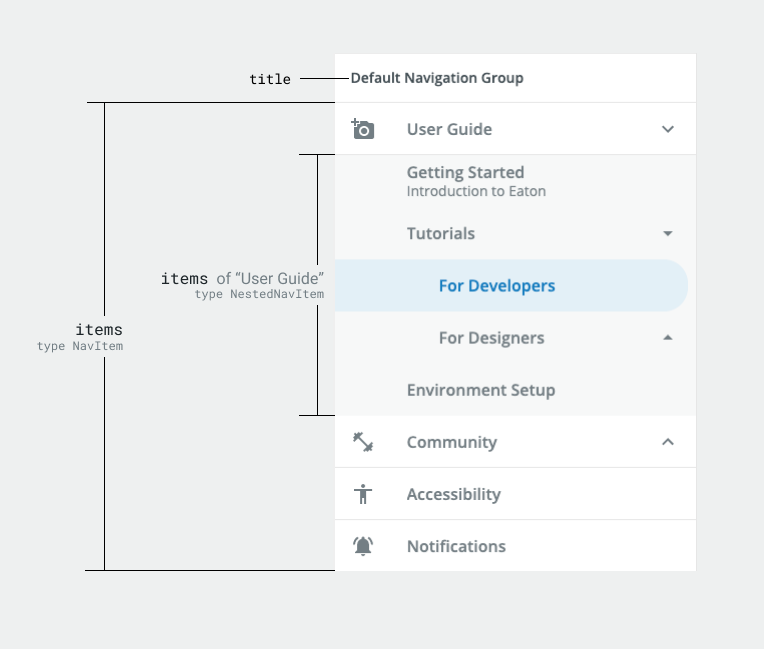 title
Default Navigation Group
User Guide
Getting Started
Introduction to Eaton
Tutorials
items of “User Guide”
type NestedNavItem
For Developers
items
type NavItem
For Designers
Environment Setup
Community
Accessibility
Notifications